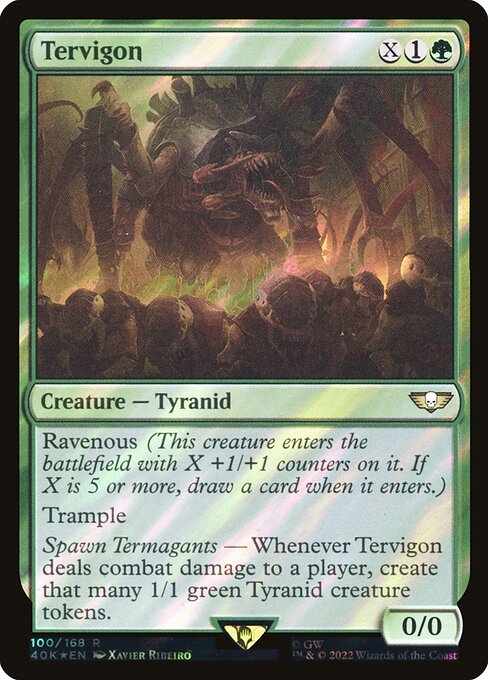 Tervigon X1
Creature — Tyranid
Ravenous (This creature enters the
battlefield with X +1/+1 counters on it. If
X is 5 or more, draw a card when it enters.)
Trample
Spawn Termagants — Whenever Tervigon
deals combat damage to a player, create
that many 1/1 green Tyranid creature
tokens.
0/0
100/168 R
40K★EN Xavier Ribeiro
© GW
™ & © 2022 Wizards of the Coast